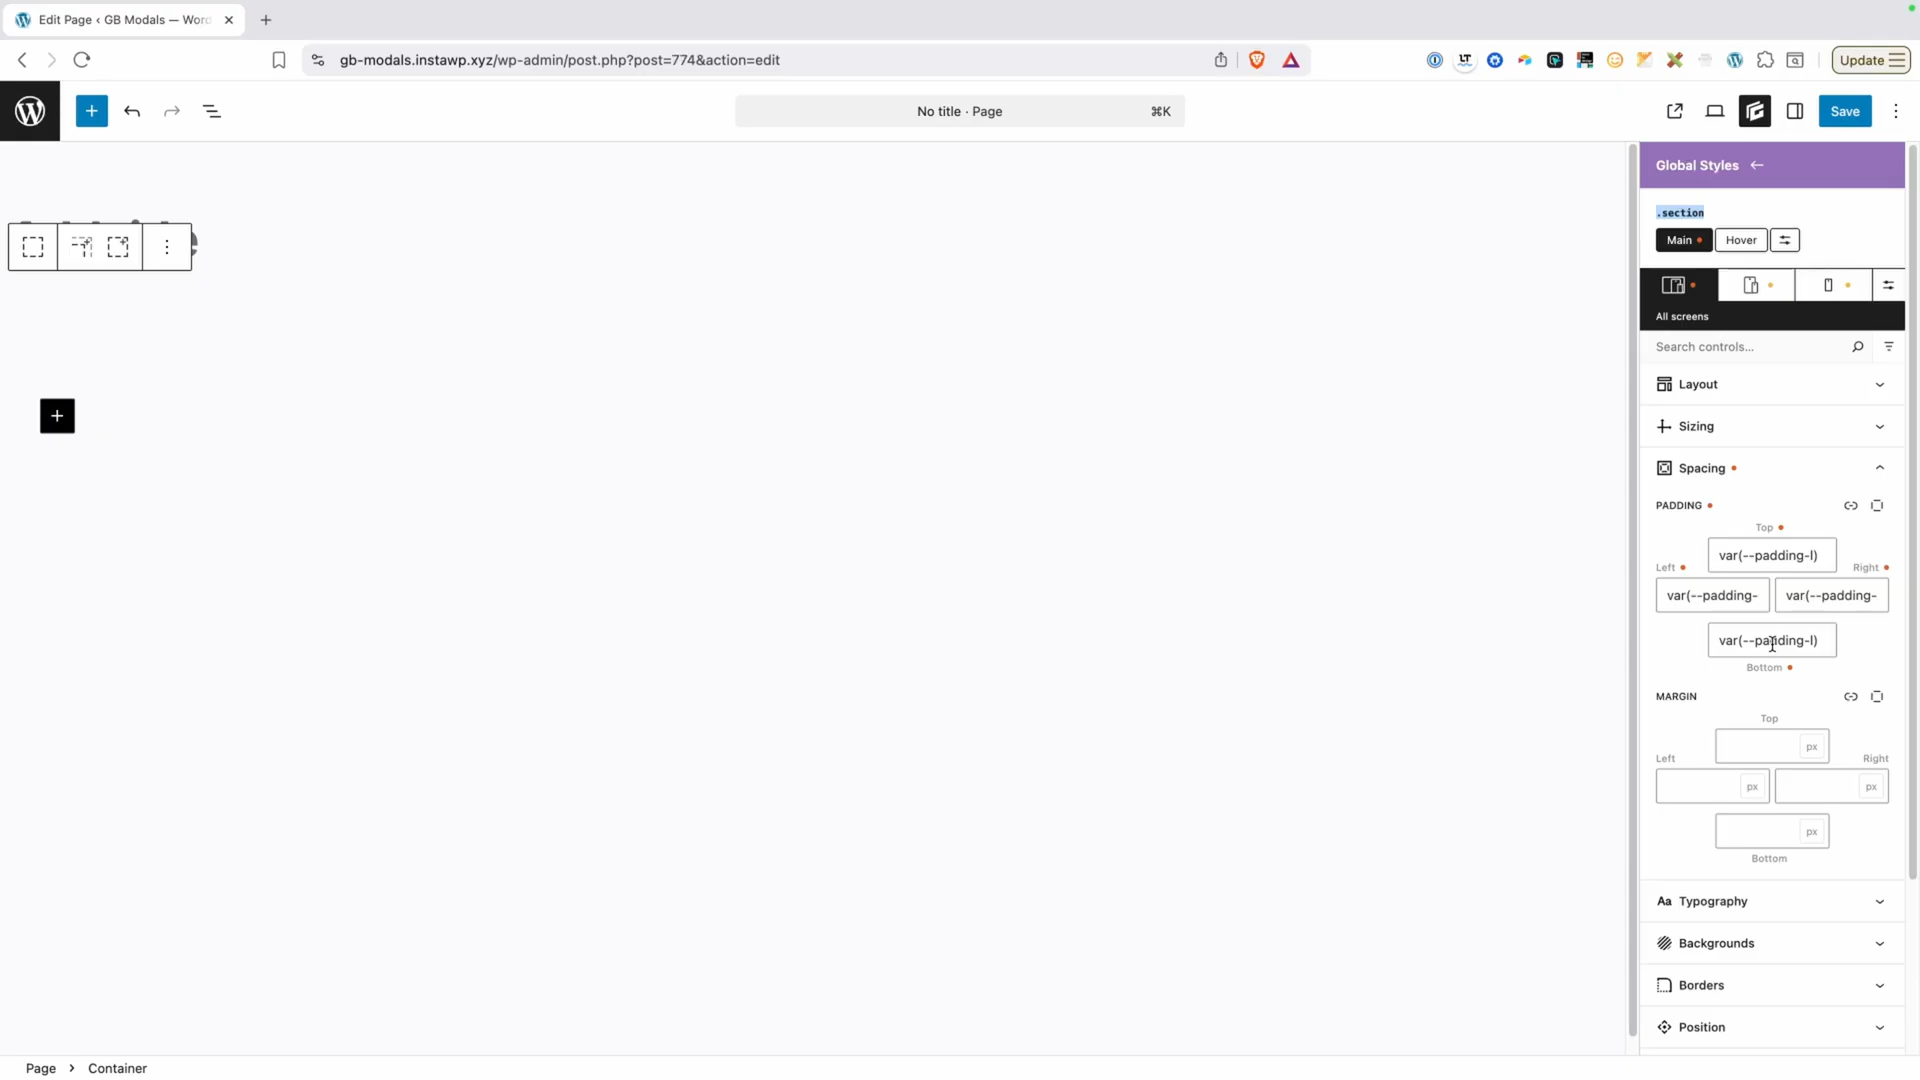 Edit Page ‹ GB Modals — Word
gb-modals.instawp.xyz/wp-admin/post.php?post=774&action=edit
LT
Update
No title · Page
⌘K
Save
Global Styles
.section
Main
Hover
All screens
Search controls...
Layout
Sizing
Spacing
PADDING
Top
var(--padding-l)
Left
Right
var(--padding-
var(--padding-
var(--padding-l)
Bottom
MARGIN
Top
px
Left
Right
px
px
px
Bottom
Aa Typography
Backgrounds
Borders
Position
Page > Container